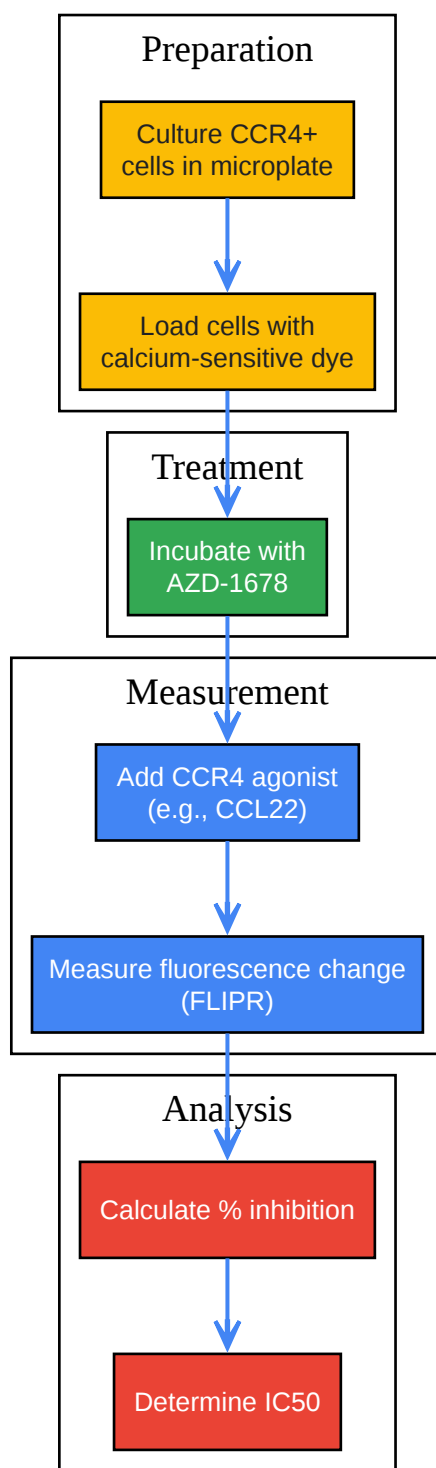 Preparation
Culture CCR4+
cells in microplate
Load cells with
calcium-sensitive dye
Treatment
Incubate with
AZD-1678
Measurement
Add CCR4 agonist
(e.g., CCL22)
Measure fluorescence change
(FLIPR)
Analysis
Calculate % inhibition
Determine IC50